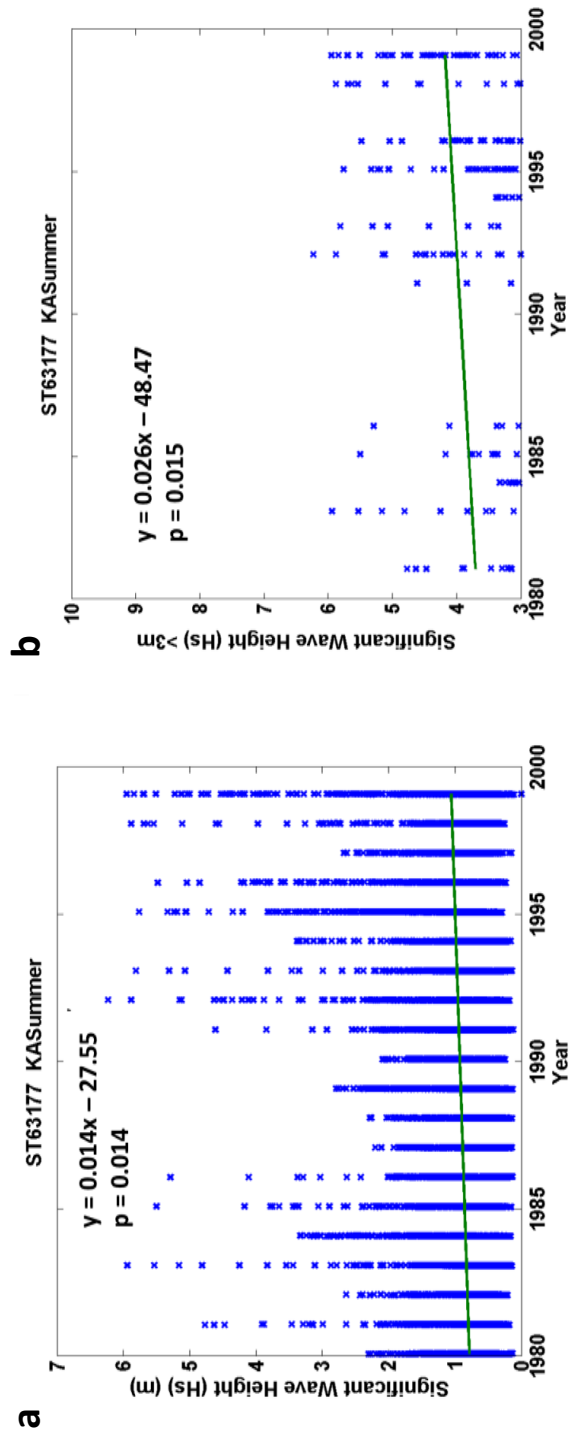 a
ST63177 KASummer
y = 0.014x − 27.55
p = 0.014
Significant Wave Height (Hs) (m)
7
6
5
4
3
2
1
0
1980
1985
1990
1995
2000
Year
b
ST63177 KASummer
y = 0.026x − 48.47
p = 0.015
Significant Wave Height (Hs) >3m
10
9
8
7
6
5
4
3
1980
1985
1990
1995
2000
Year